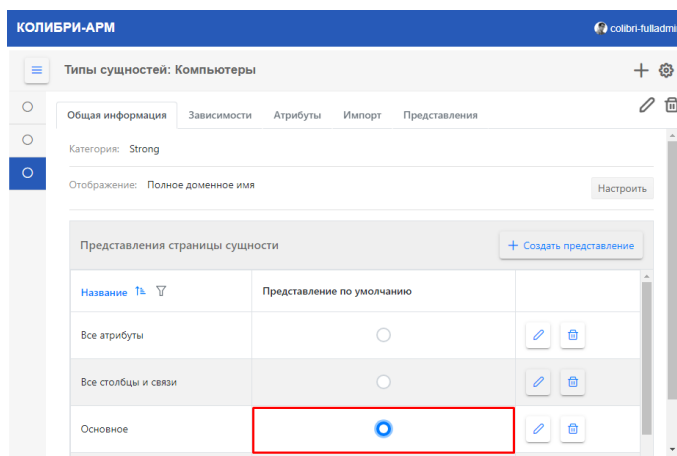 КОЛИБРИ-АРМ
colibri-fulladmi
Типы сущностей: Компьютеры
Общая информация Зависимости Атрибуты Импорт Представления
Категория: Strong
Отображение: Полное доменное имя
Настроить
Представления страницы сущности
+ Создать представление
Название Представление по умолчанию
Все атрибуты
Все столбцы и связи
Основное